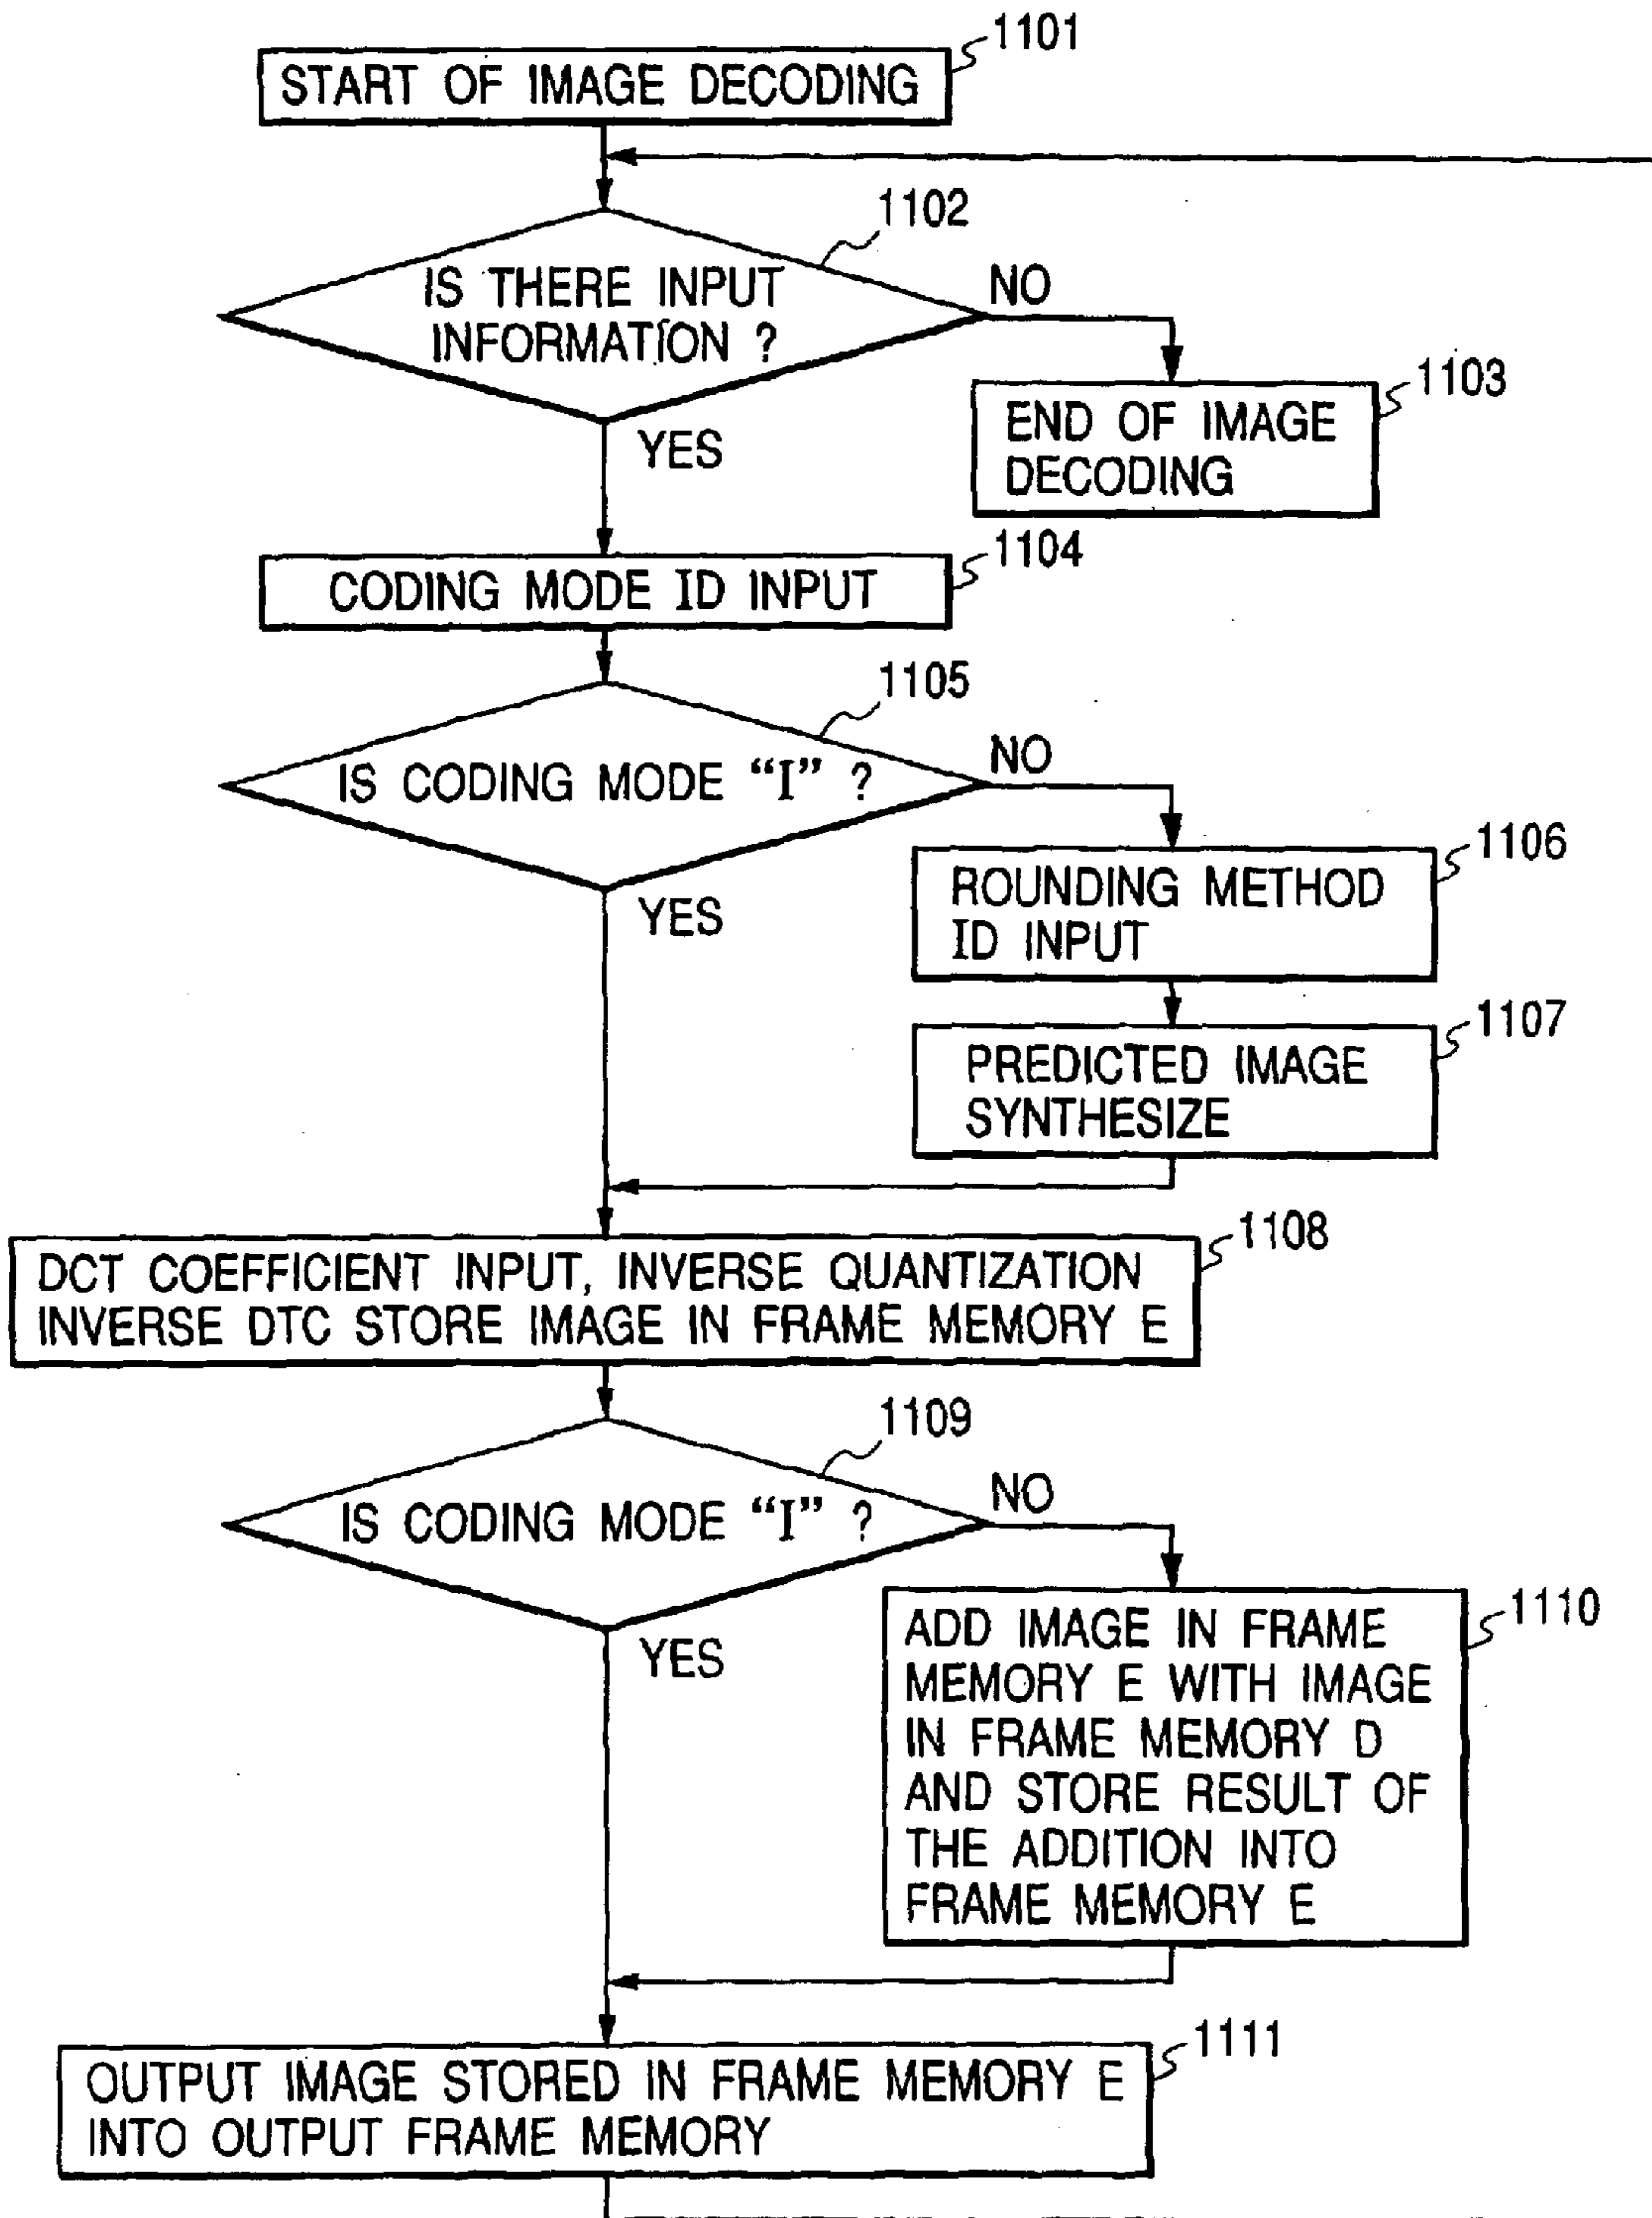 1101
START OF IMAGE DECODING
1102
IS THERE INPUT
INFORMATION ?
NO
YES
1103
END OF IMAGE
DECODING
1104
CODING MODE ID INPUT
1105
IS CODING MODE “I” ?
NO
YES
1106
ROUNDING METHOD
ID INPUT
1107
PREDICTED IMAGE
SYNTHESIZE
1108
DCT COEFFICIENT INPUT, INVERSE QUANTIZATION
INVERSE DTC STORE IMAGE IN FRAME MEMORY E
1109
IS CODING MODE “I” ?
NO
YES
1110
ADD IMAGE IN FRAME
MEMORY E WITH IMAGE
IN FRAME MEMORY D
AND STORE RESULT OF
THE ADDITION INTO
FRAME MEMORY E
1111
OUTPUT IMAGE STORED IN FRAME MEMORY E
INTO OUTPUT FRAME MEMORY